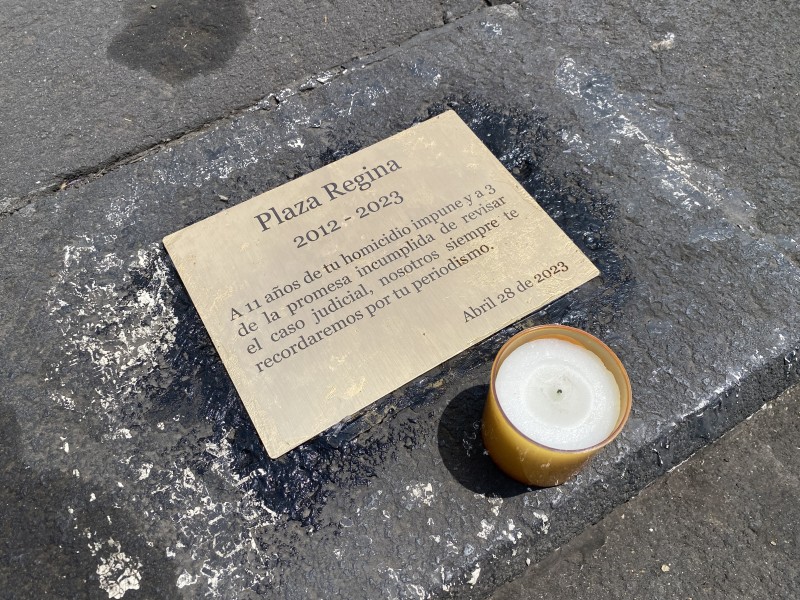 Plaza Regina
2012 - 2023
A 11 años de tu homicidio impune y a 3
de la promesa incumplida de revisar
el caso judicial, nosotros siempre te
recordaremos por tu periodismo.
Abril 28 de 2023